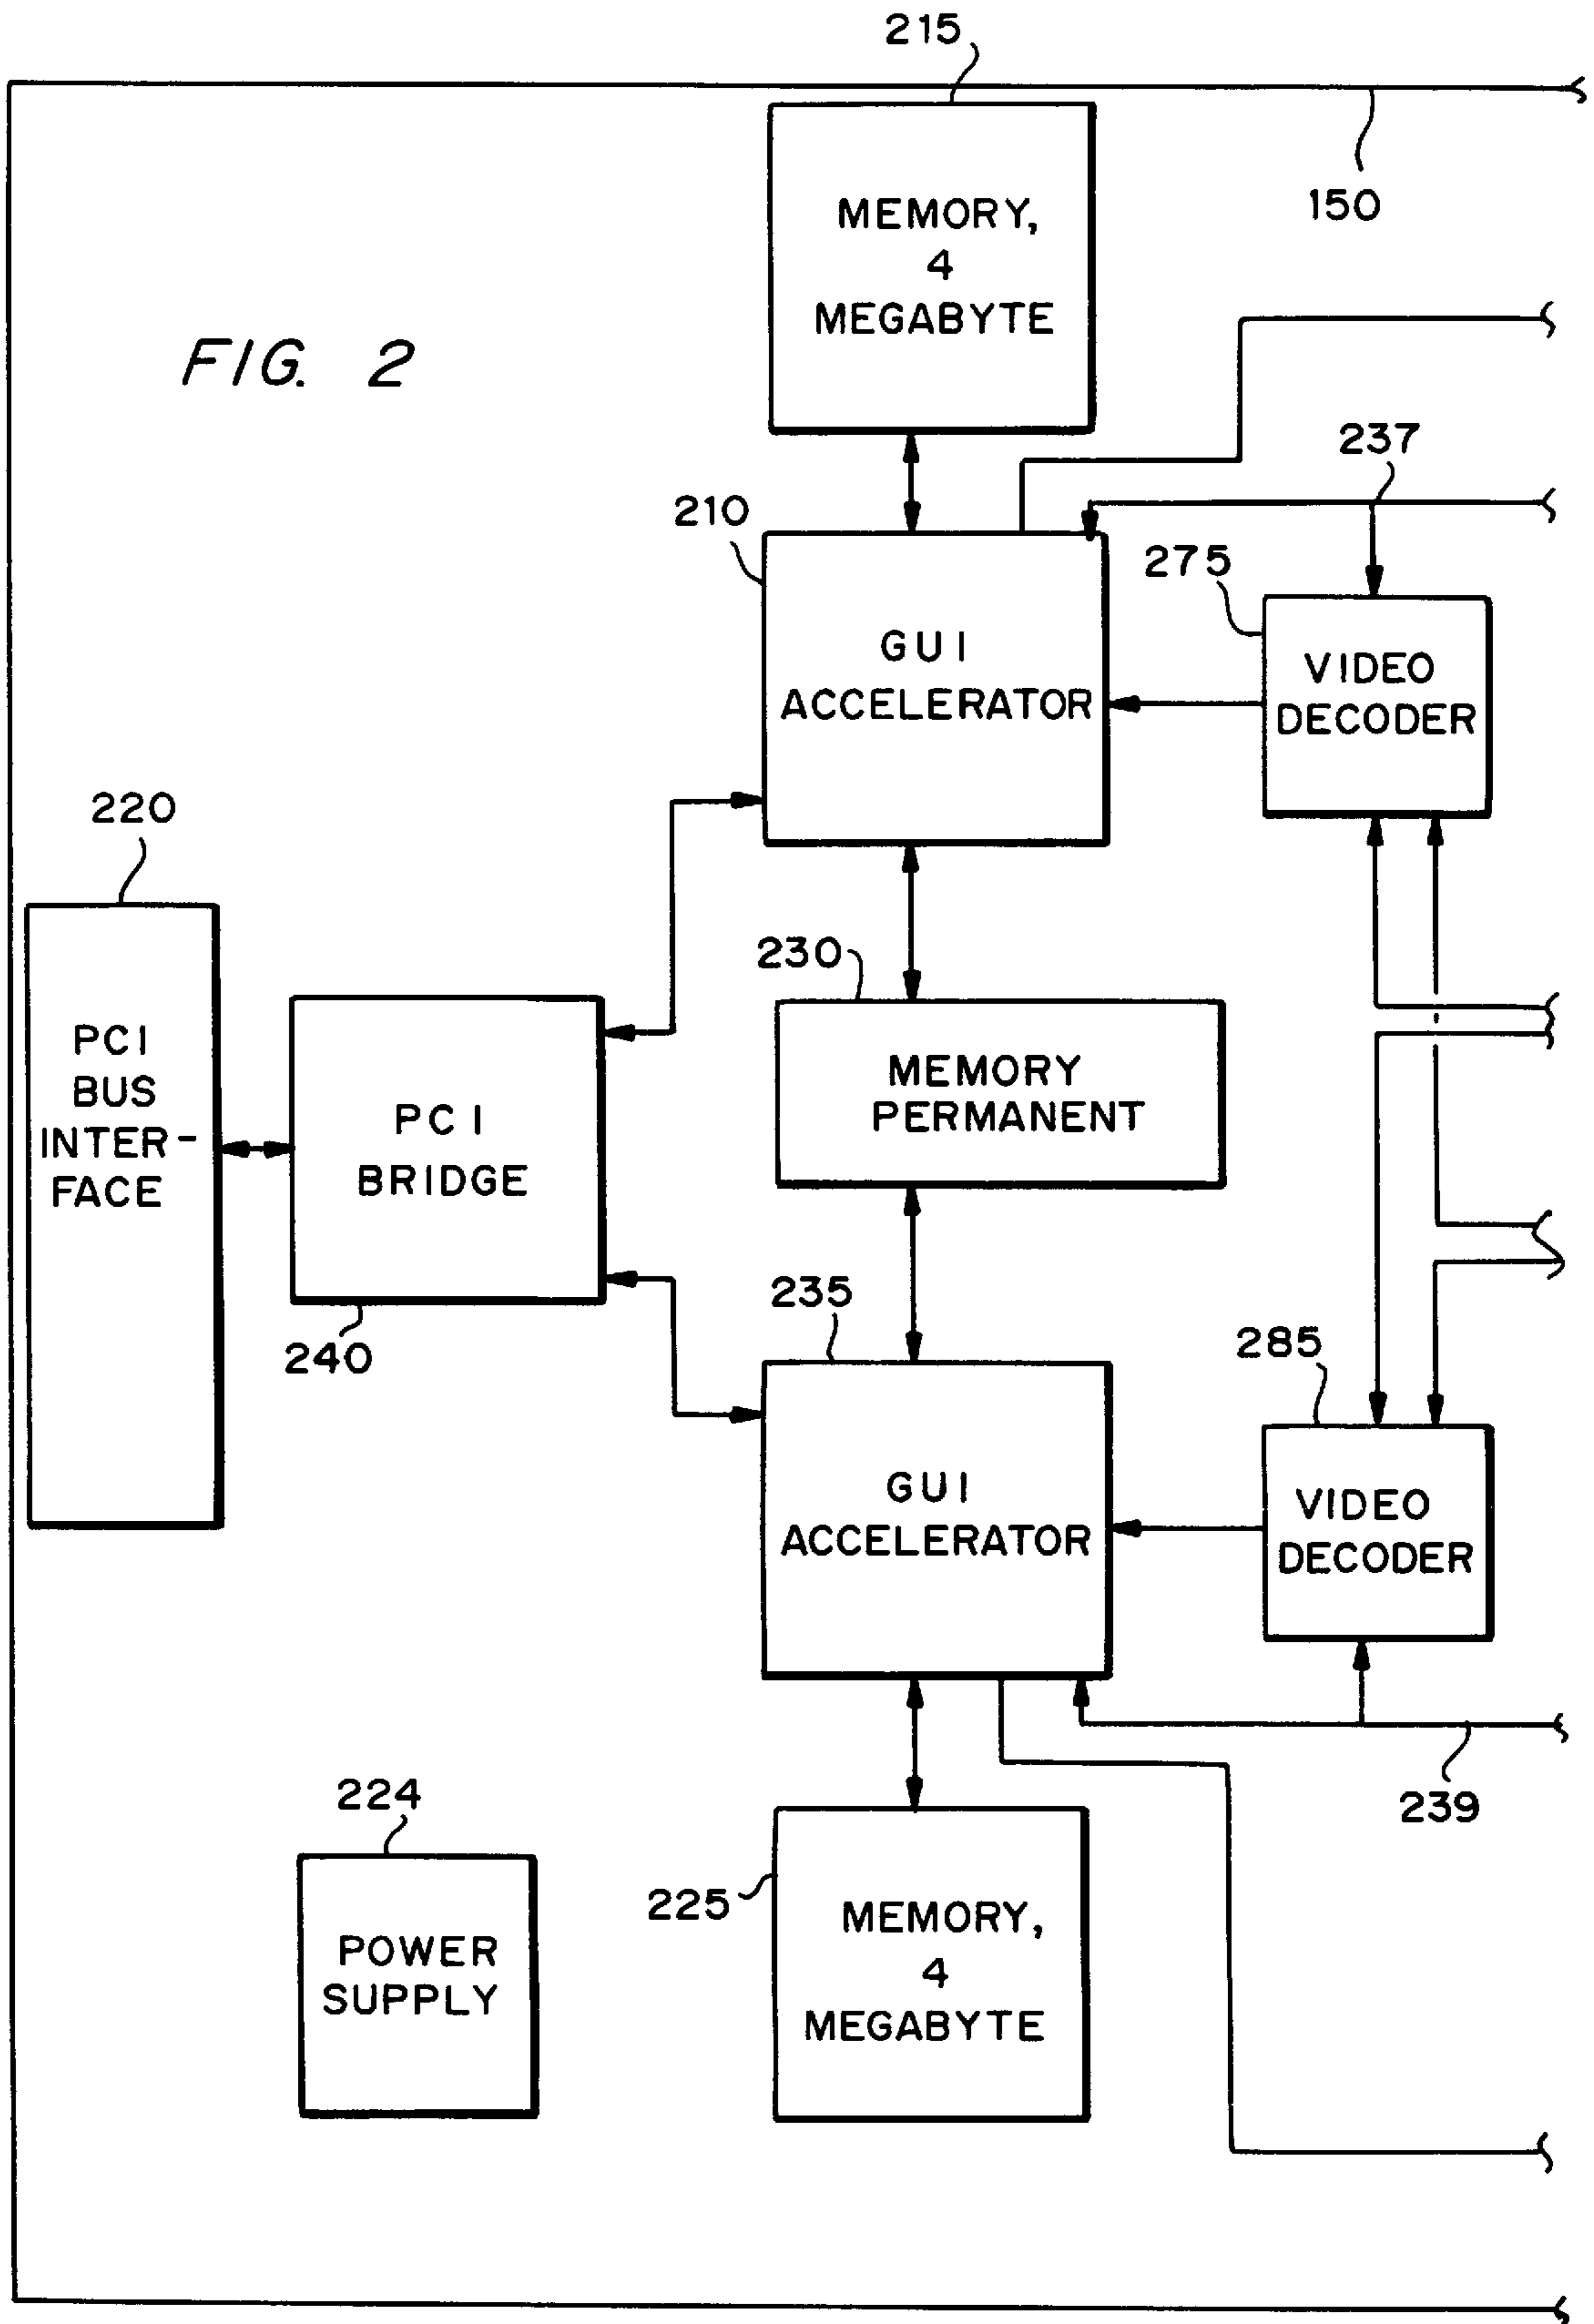 215
150
MEMORY,
4
MEGABYTE
FIG. 2
237
210
275
GUI
ACCELERATOR
VIDEO
DECODER
220
230
PCI
BUS
INTER-
FACE
PCI
BRIDGE
MEMORY
PERMANENT
240
235
285
GUI
ACCELERATOR
VIDEO
DECODER
224
239
225
POWER
SUPPLY
MEMORY,
4
MEGABYTE